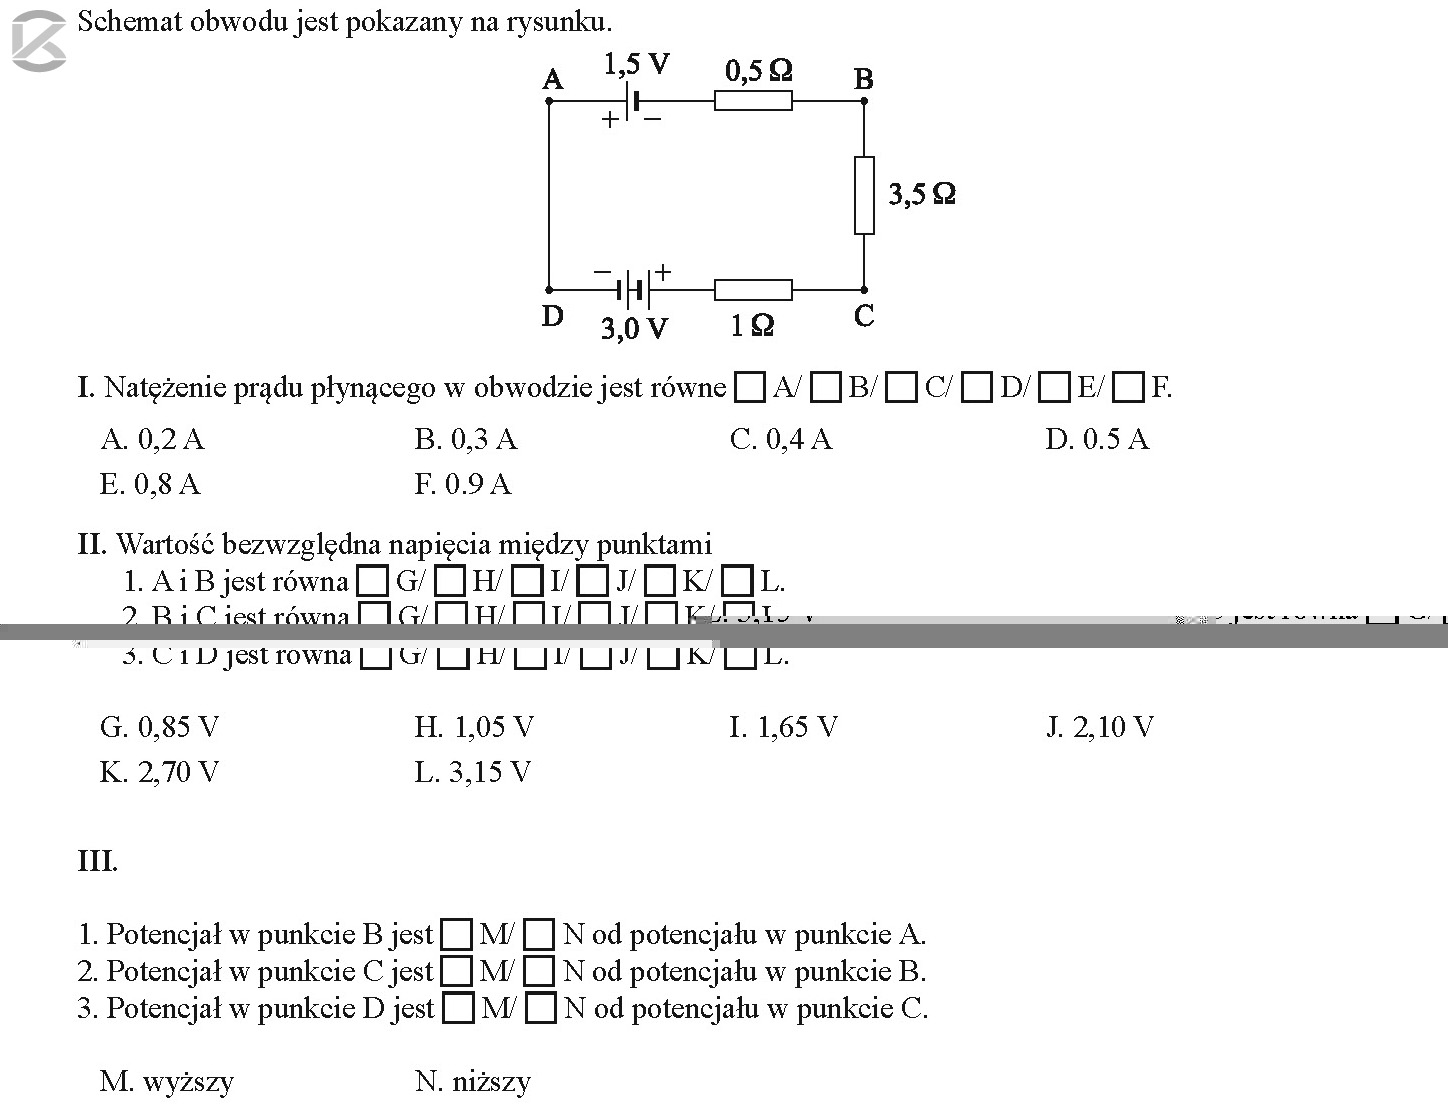 Schemat obwodu jest pokazany na rysunku.
1,5 V
0,5 Ω
A
B
+
−
3,5 Ω
−
+
D
3,0 V
1 Ω
C
I. Natężenie prądu płynącego w obwodzie jest równe □ A/ □ B/ □ C/ □ D/ □ E/ □ F.
A. 0,2 A B. 0,3 A C. 0,4 A D. 0.5 A
E. 0,8 A F. 0.9 A
II. Wartość bezwzględna napięcia między punktami
1. A i B jest równa □ G/ □ H/ □ I/ □ J/ □ K/ □ L.
2. B i C jest równa □ G/ □ H/ □ I/ □ J/ □
3. C i D jest równa □ G/ □ H/ □ I/ □ J/ □ K/ □ L.
G. 0,85 V H. 1,05 V I. 1,65 V J. 2,10 V
K. 2,70 V L. 3,15 V
III.
1. Potencjał w punkcie B jest □ M/ □ N od potencjału w punkcie A.
2. Potencjał w punkcie C jest □ M/ □ N od potencjału w punkcie B.
3. Potencjał w punkcie D jest □ M/ □ N od potencjału w punkcie C.
M. wyższy N. niższy